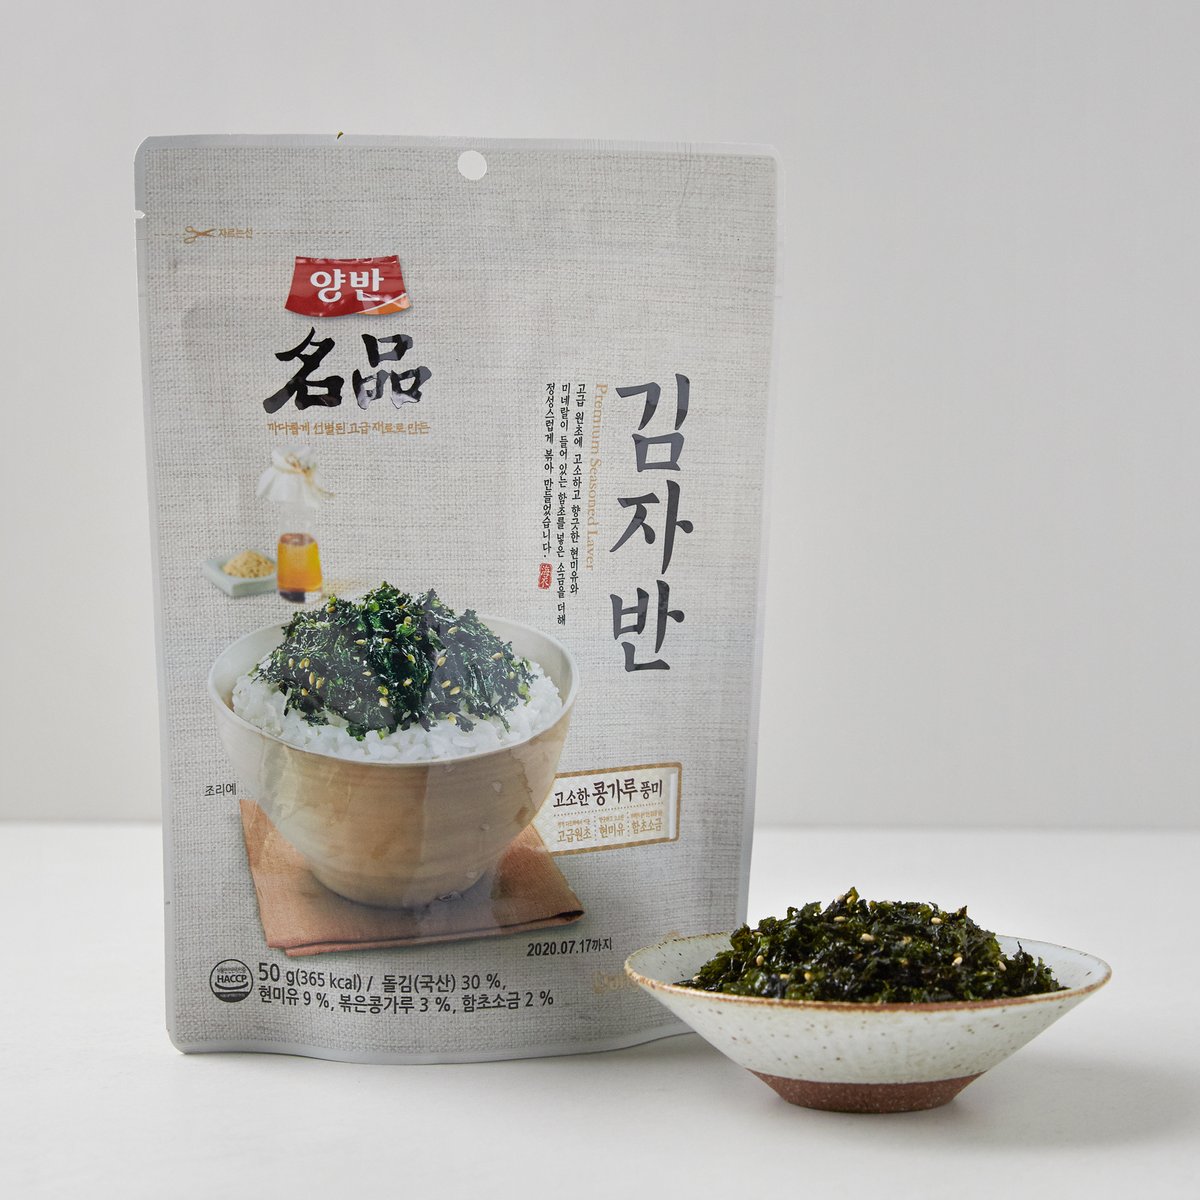 자르는선
양반
名品
까다롭게 선별된 고급 재료로 만든
김자반
Premium Seasoned Laver
고급 원초에 고소하고 향긋한 현미유와
미네랄이 들어 있는 함초를 넣은 소금을 더해
정성스럽게 볶아 만들었습니다.
조리예
고소한 콩가루 풍미
고급원초 현미유 함초소금
2020.07.17까지
HACCP
50 g(365 kcal) / 돌김(국산) 30 %,
현미유 9 %, 볶은콩가루 3 %, 함초소금 2 %